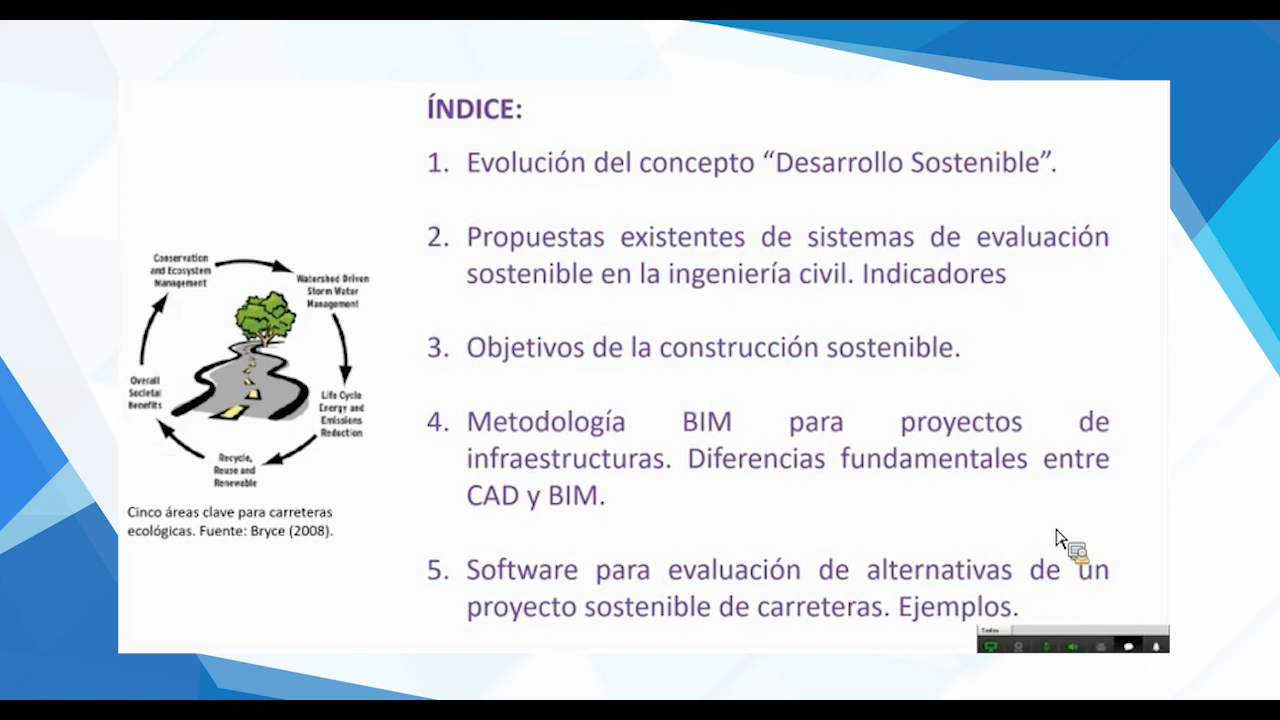 ÍNDICE:
1. Evolución del concepto “Desarrollo Sostenible”.
2. Propuestas existentes de sistemas de evaluación
sostenible en la ingeniería civil. Indicadores
3. Objetivos de la construcción sostenible.
4. Metodología BIM para proyectos de
infraestructuras. Diferencias fundamentales entre
CAD y BIM.
5. Software para evaluación de alternativas de un
proyecto sostenible de carreteras. Ejemplos.
Conservation
and Ecosystem
Management
Watershed Driven
Storm Water
Management
Life Cycle
Energy and
Emissions
Reduction
Recycle,
Reuse and
Renewable
Overall
Societal
Benefits
Cinco áreas clave para carreteras
ecológicas. Fuente: Bryce (2008).
Todos